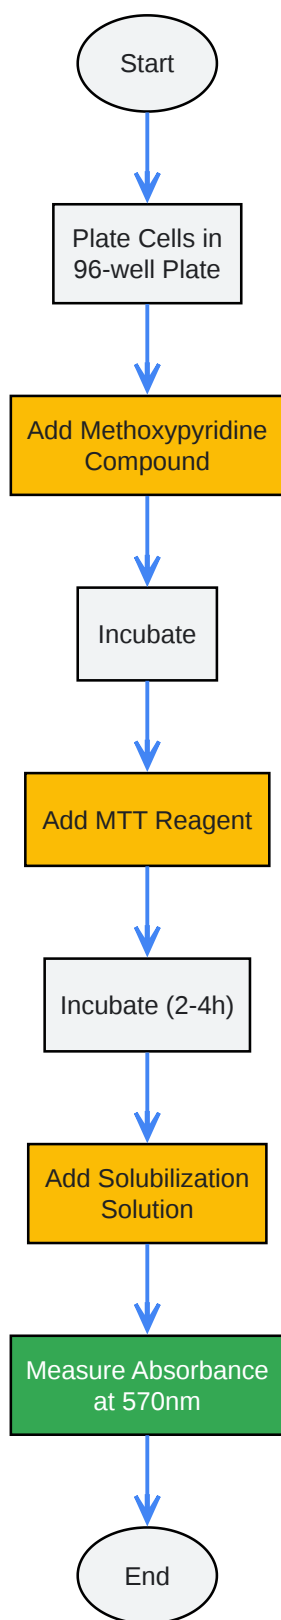 Start
Plate Cells in
96-well Plate
Add Methoxypyridine
Compound
Incubate
Add MTT Reagent
Incubate (2-4h)
Add Solubilization
Solution
Measure Absorbance
at 570nm
End